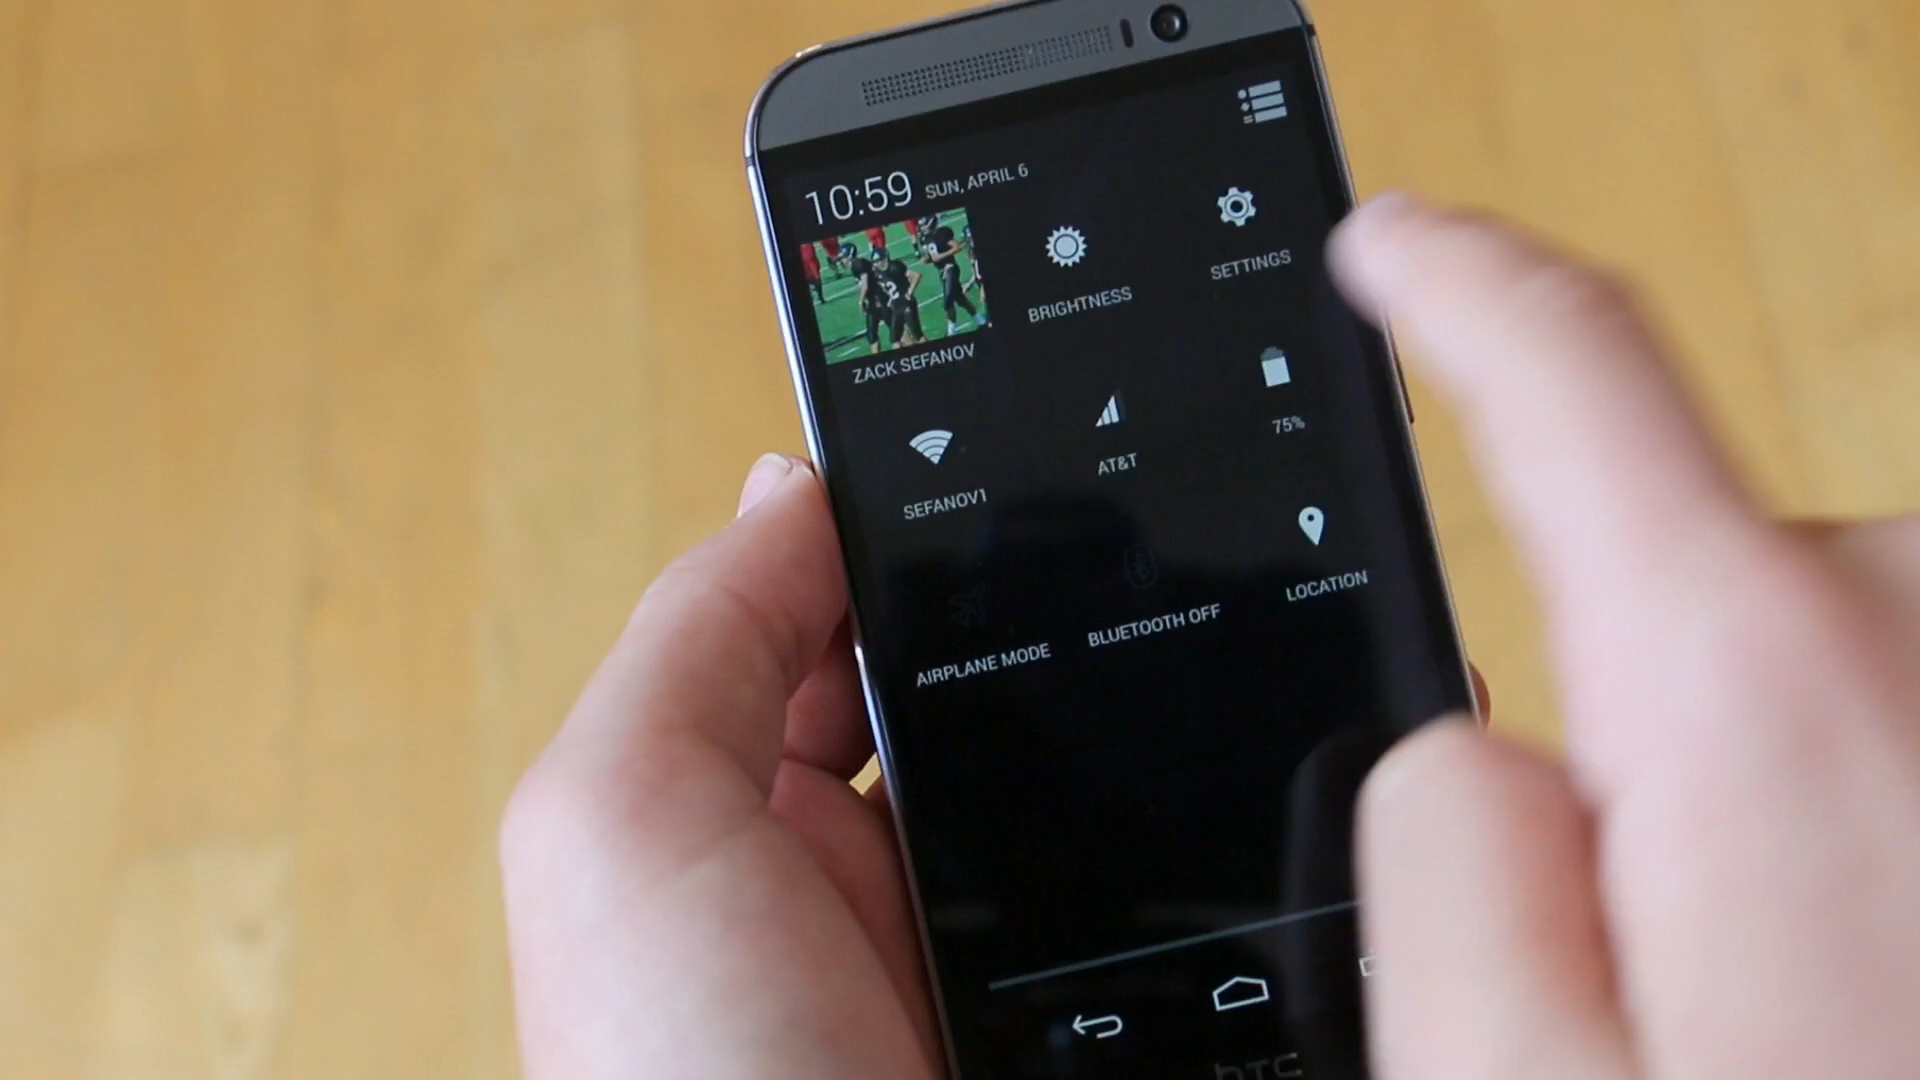 10:59 SUN, APRIL 6
ZACK SEFANOV
BRIGHTNESS
SETTINGS
SEFANOV1
AT&T
75%
AIRPLANE MODE
BLUETOOTH OFF
LOCATION
hTC